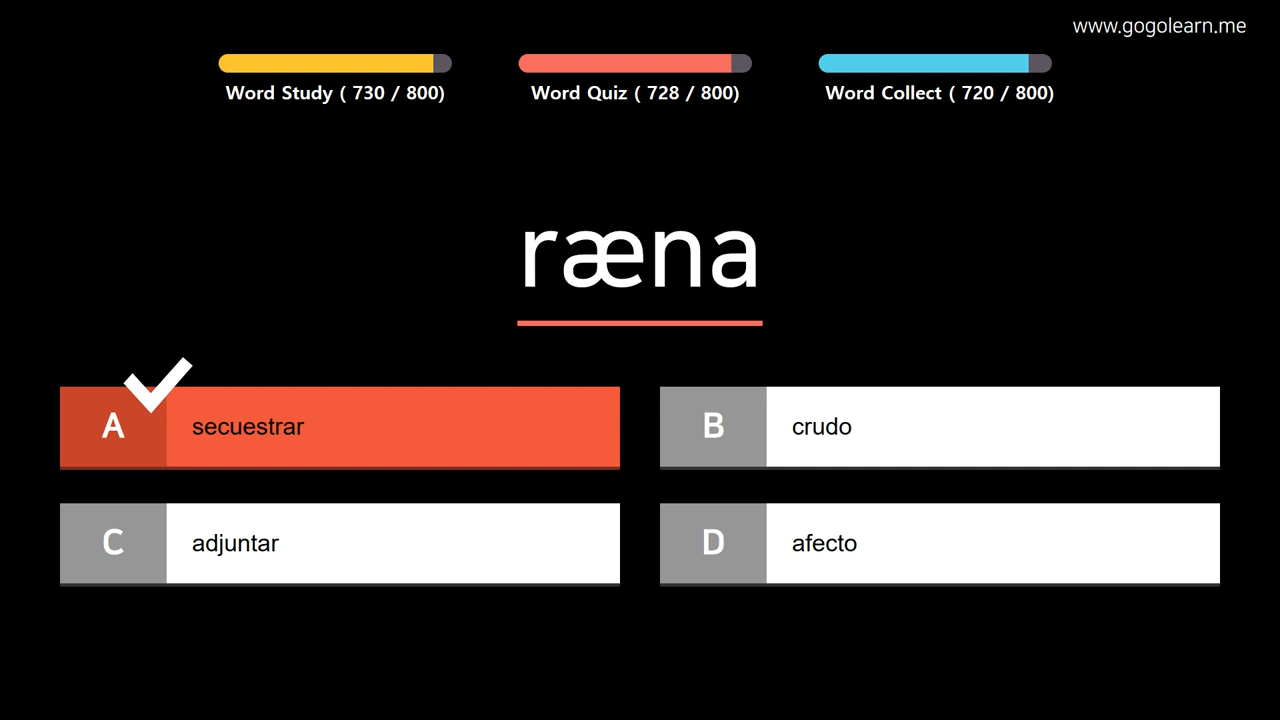 www.gogolearn.me
Word Study ( 730 / 800)
Word Quiz ( 728 / 800)
Word Collect ( 720 / 800)
ræna
A secuestrar
B crudo
C adjuntar
D afecto